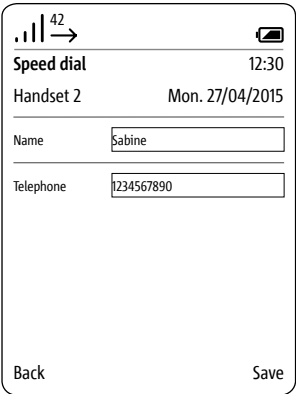 42
Speed dial 12:30
Handset 2 Mon. 27/04/2015
Name Sabine
Telephone 1234567890
Back Save